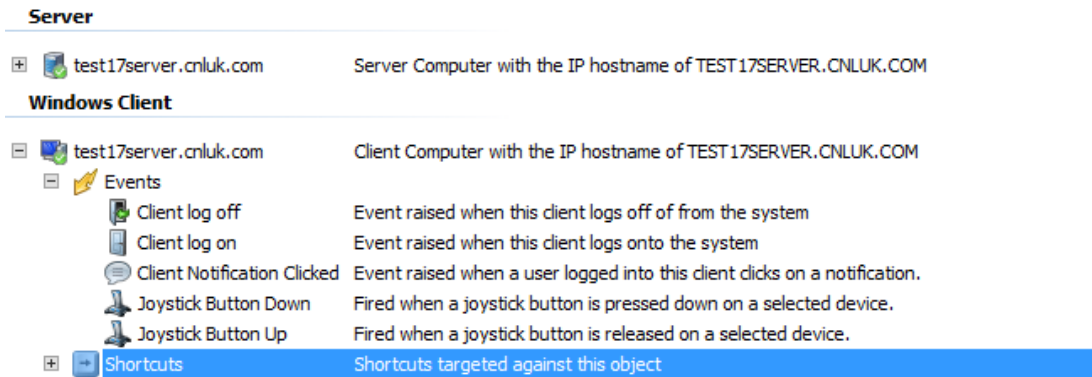 Server
test17server.cnluk.com Server Computer with the IP hostname of TEST17SERVER.CNLUK.COM
Windows Client
test17server.cnluk.com Client Computer with the IP hostname of TEST17SERVER.CNLUK.COM
Events
Client log off Event raised when this client logs off of from the system
Client log on Event raised when this client logs onto the system
Client Notification Clicked Event raised when a user logged into this client clicks on a notification.
Joystick Button Down Fired when a joystick button is pressed down on a selected device.
Joystick Button Up Fired when a joystick button is released on a selected device.
Shortcuts Shortcuts targeted against this object